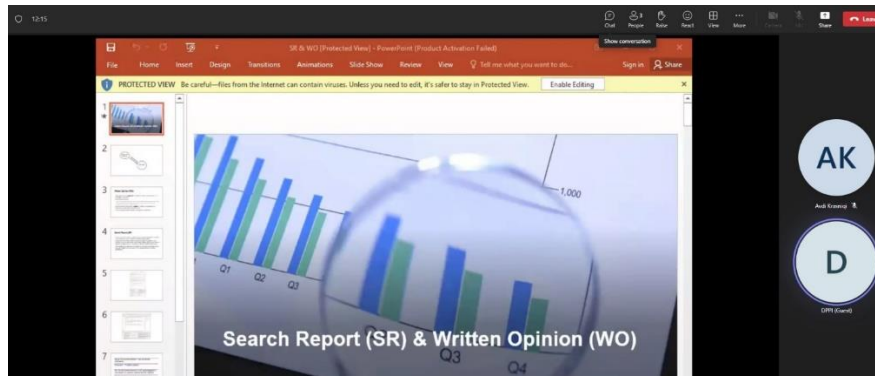 12:15
Chat People 3 Raise React View More Camera Mic Share Leave
Show conversation
SR & WO [Protected View] - PowerPoint (Product Activation Failed)
File Home Insert Design Transitions Animations Slide Show Review View Tell me what you want to do... Sign in Share
PROTECTED VIEW Be careful—files from the Internet can contain viruses. Unless you need to edit, it's safer to stay in Protected View. Enable Editing
1
2
3
4
5
6
7
1,000
Q1 Q2 Q3
Search Report (SR) & Written Opinion (WO)
Q3 Q4
AK
D